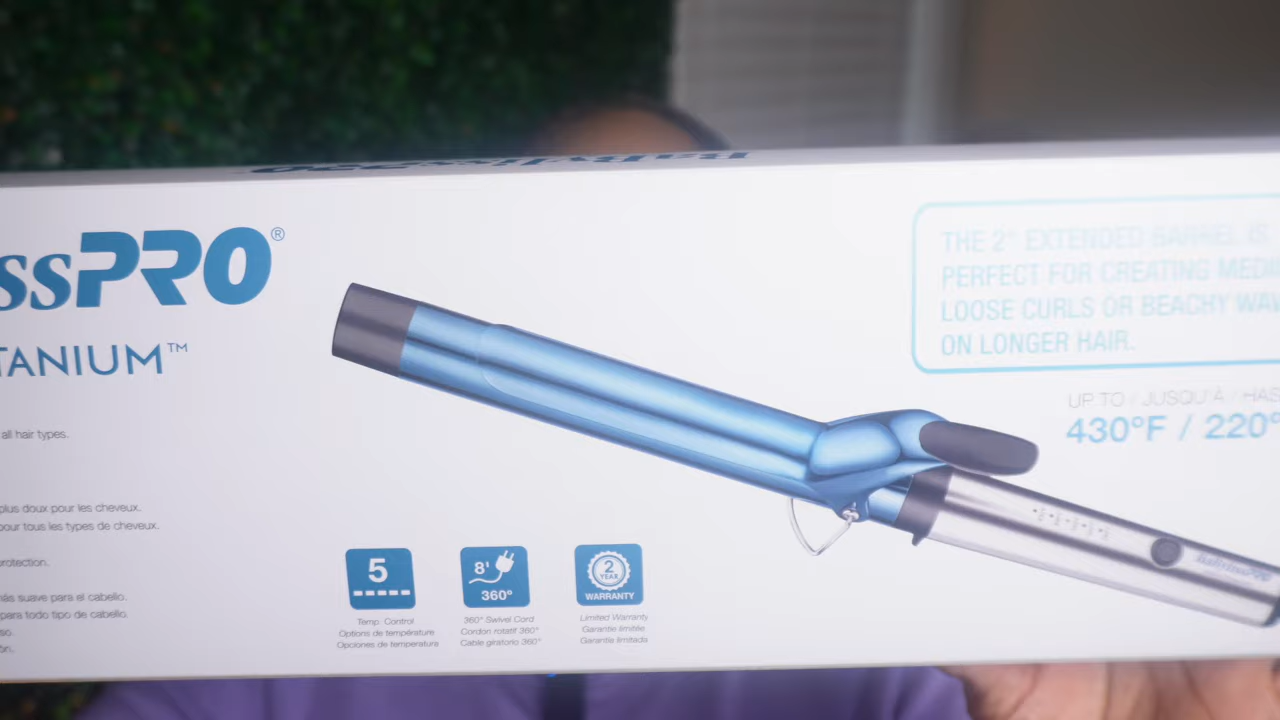 BaBylissPRO
ssPRO®
TANIUM™
all hair types.
plus doux pour les cheveux.
pour tous les types de cheveux.
protection.
más suave para el cabello.
para todo tipo de cabello.
so.
ón.
5
Temp. Control
Options de température
Opciones de temperatura
8'
360°
360° Swivel Cord
Cordon rotatif 360°
Cable giratorio 360°
2
YEAR
WARRANTY
Limited Warranty
Garantie limitée
Garantía limitada
THE 2" EXTENDED BARREL IS
PERFECT FOR CREATING MEDI
LOOSE CURLS OR BEACHY WAV
ON LONGER HAIR.
UP TO / JUSQU'À / HAS
430°F / 220°
BaBylissPRO